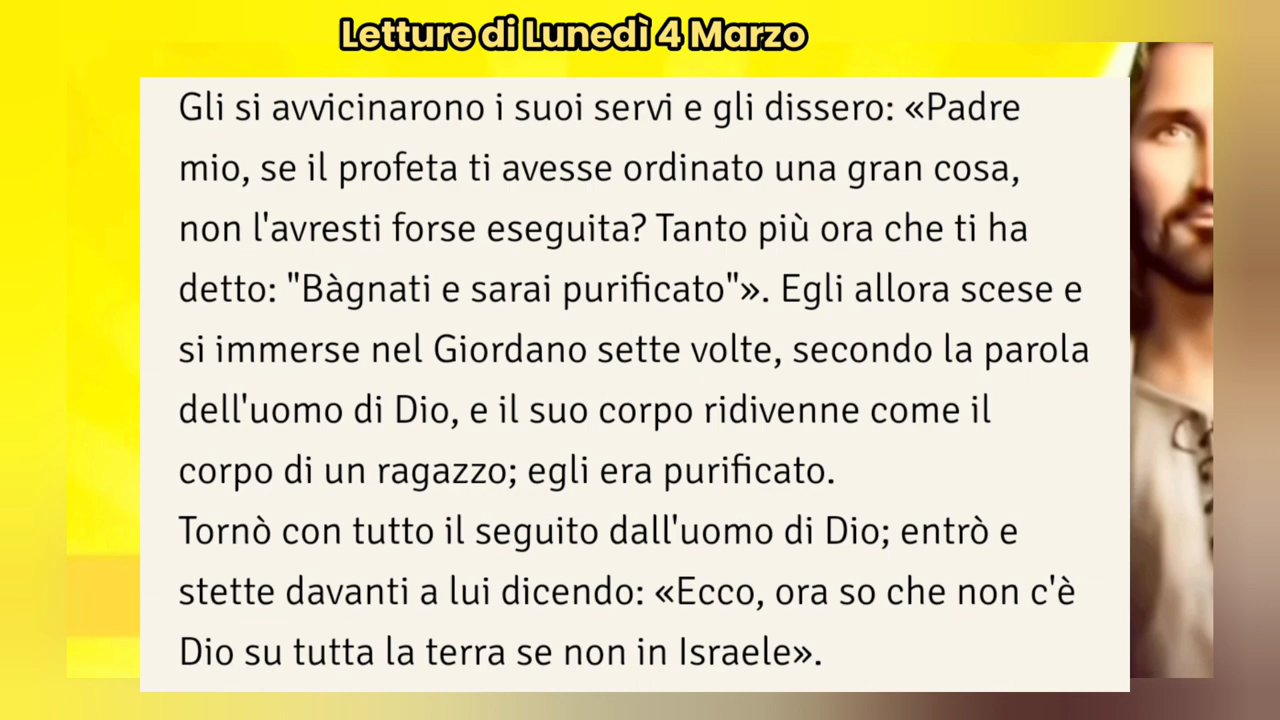 Letture di Lunedì 4 Marzo
Gli si avvicinarono i suoi servi e gli dissero: «Padre
mio, se il profeta ti avesse ordinato una gran cosa,
non l'avresti forse eseguita? Tanto più ora che ti ha
detto: "Bàgnati e sarai purificato"». Egli allora scese e
si immerse nel Giordano sette volte, secondo la parola
dell'uomo di Dio, e il suo corpo ridivenne come il
corpo di un ragazzo; egli era purificato.
Tornò con tutto il seguito dall'uomo di Dio; entrò e
stette davanti a lui dicendo: «Ecco, ora so che non c'è
Dio su tutta la terra se non in Israele».